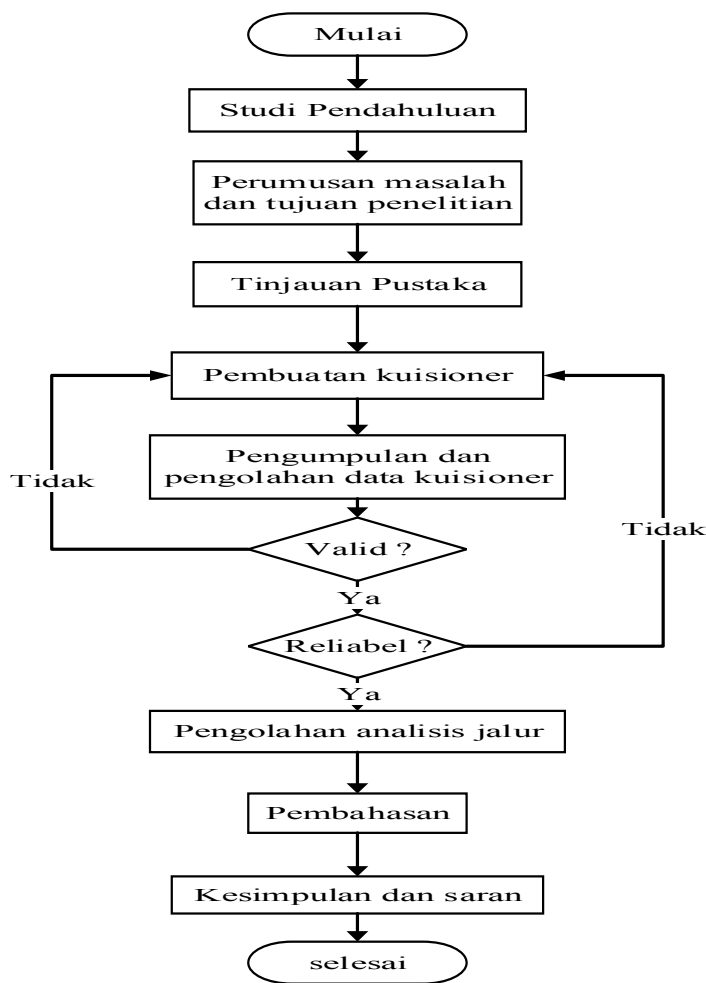 Mulai
Studi Pendahuluan
Perumusan masalah
dan tujuan penelitian
Tinjauan Pustaka
Pembuatan kuisioner
Pengumpulan dan
pengolahan data kuisioner
Tidak
Valid ?
Tidak
Ya
Reliabel ?
Ya
Pengolahan analisis jalur
Pembahasan
Kesimpulan dan saran
selesai